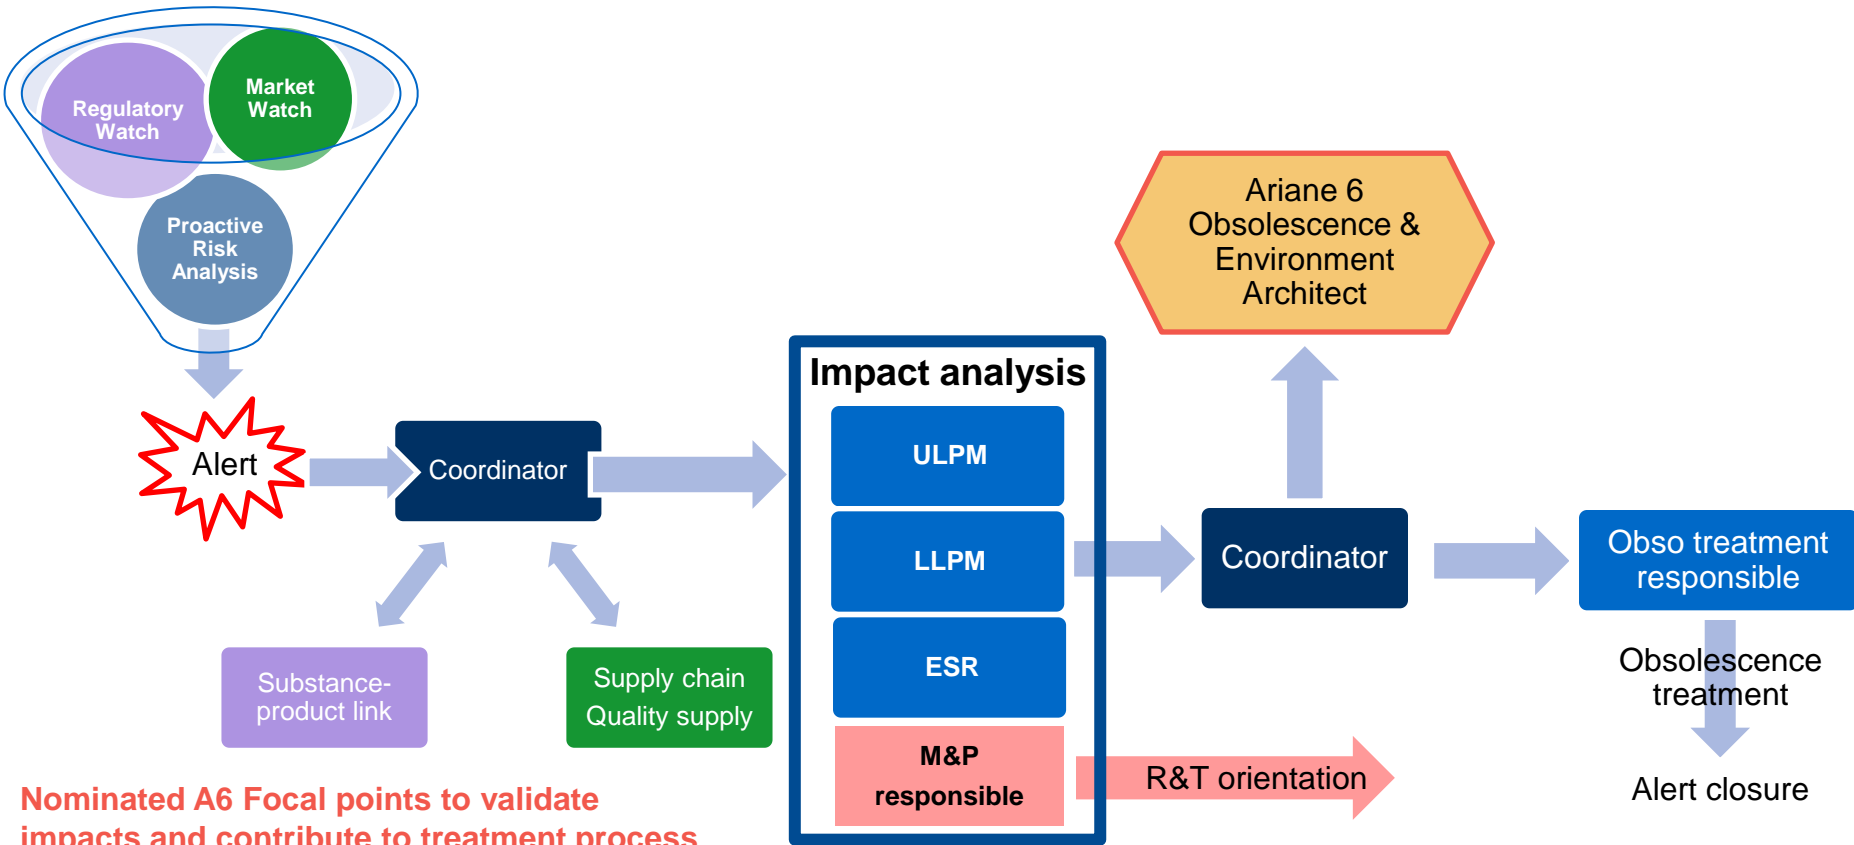 Regulatory
Watch
Market
Watch
Proactive
Risk
Analysis
Alert
Coordinator
Substance-
product link
Supply chain
Quality supply
Nominated A6 Focal points to validate
impacts and contribute to treatment process
Impact analysis
ULPM
LLPM
ESR
M&P
responsible
R&T orientation
Ariane 6
Obsolescence &
Environment
Architect
Coordinator
Obso treatment
responsible
Obsolescence
treatment
Alert closure